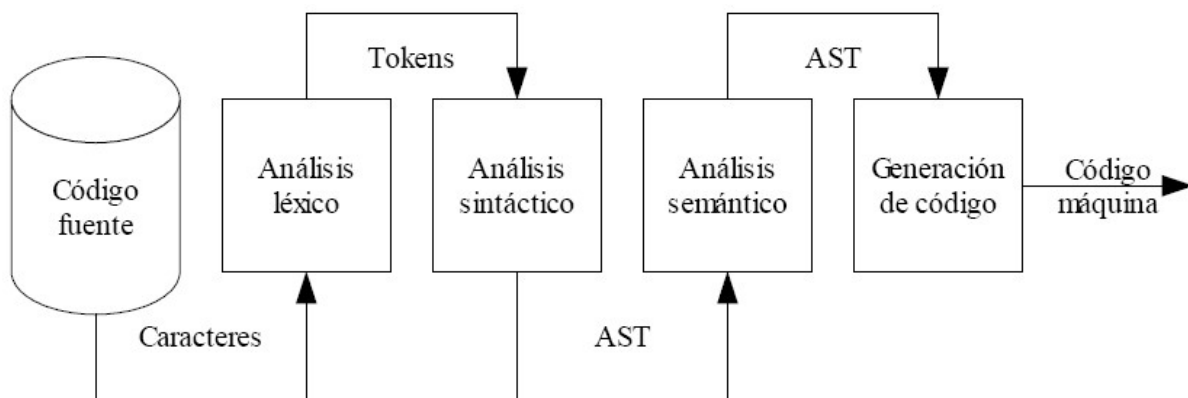 Tokens
AST
Código
fuente
Análisis
léxico
Análisis
sintáctico
Análisis
semántico
Generación
de código
Código
máquina
Caracteres
AST